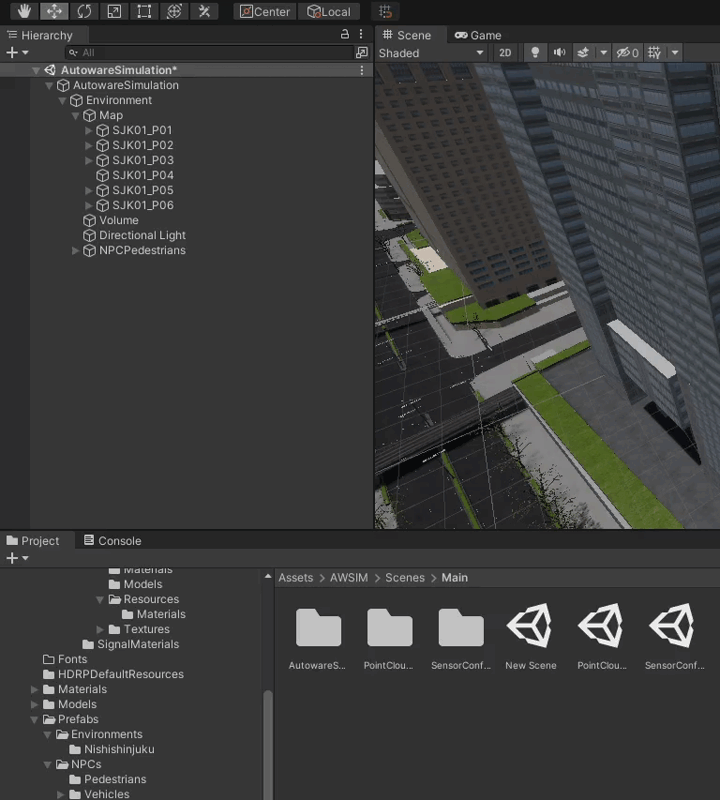 Center
Local
Hierarchy
All
AutowareSimulation*
AutowareSimulation
Environment
Map
SJK01_P01
SJK01_P02
SJK01_P03
SJK01_P04
SJK01_P05
SJK01_P06
Volume
Directional Light
NPCPedestrians
Scene
Game
Shaded
2D
0
Project
Console
Materials
Models
Resources
Materials
Textures
SignalMaterials
Fonts
HDRPDefaultResources
Materials
Models
Prefabs
Environments
Nishishinjuku
NPCs
Pedestrians
Vehicles
Assets > AWSIM > Scenes > Main
AutowareS...
PointClou...
SensorConf...
New Scene
PointClou...
SensorConf...